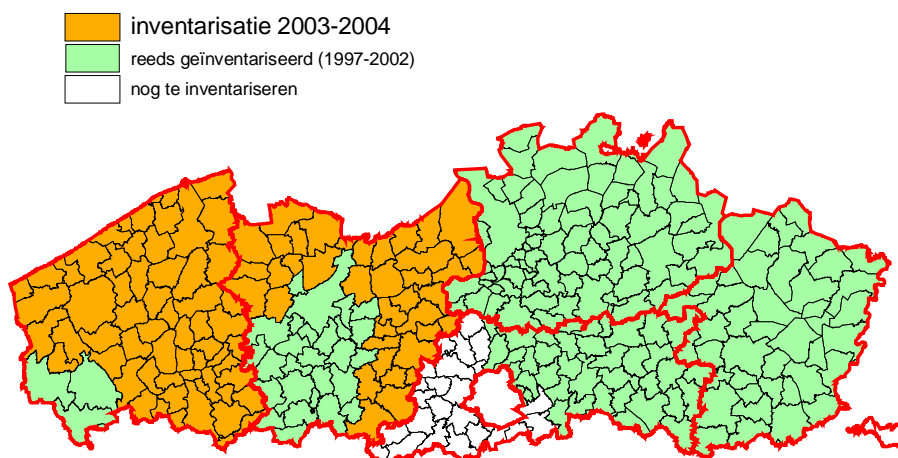 inventarisatie 2003-2004
reeds geïnventariseerd (1997-2002)
nog te inventariseren